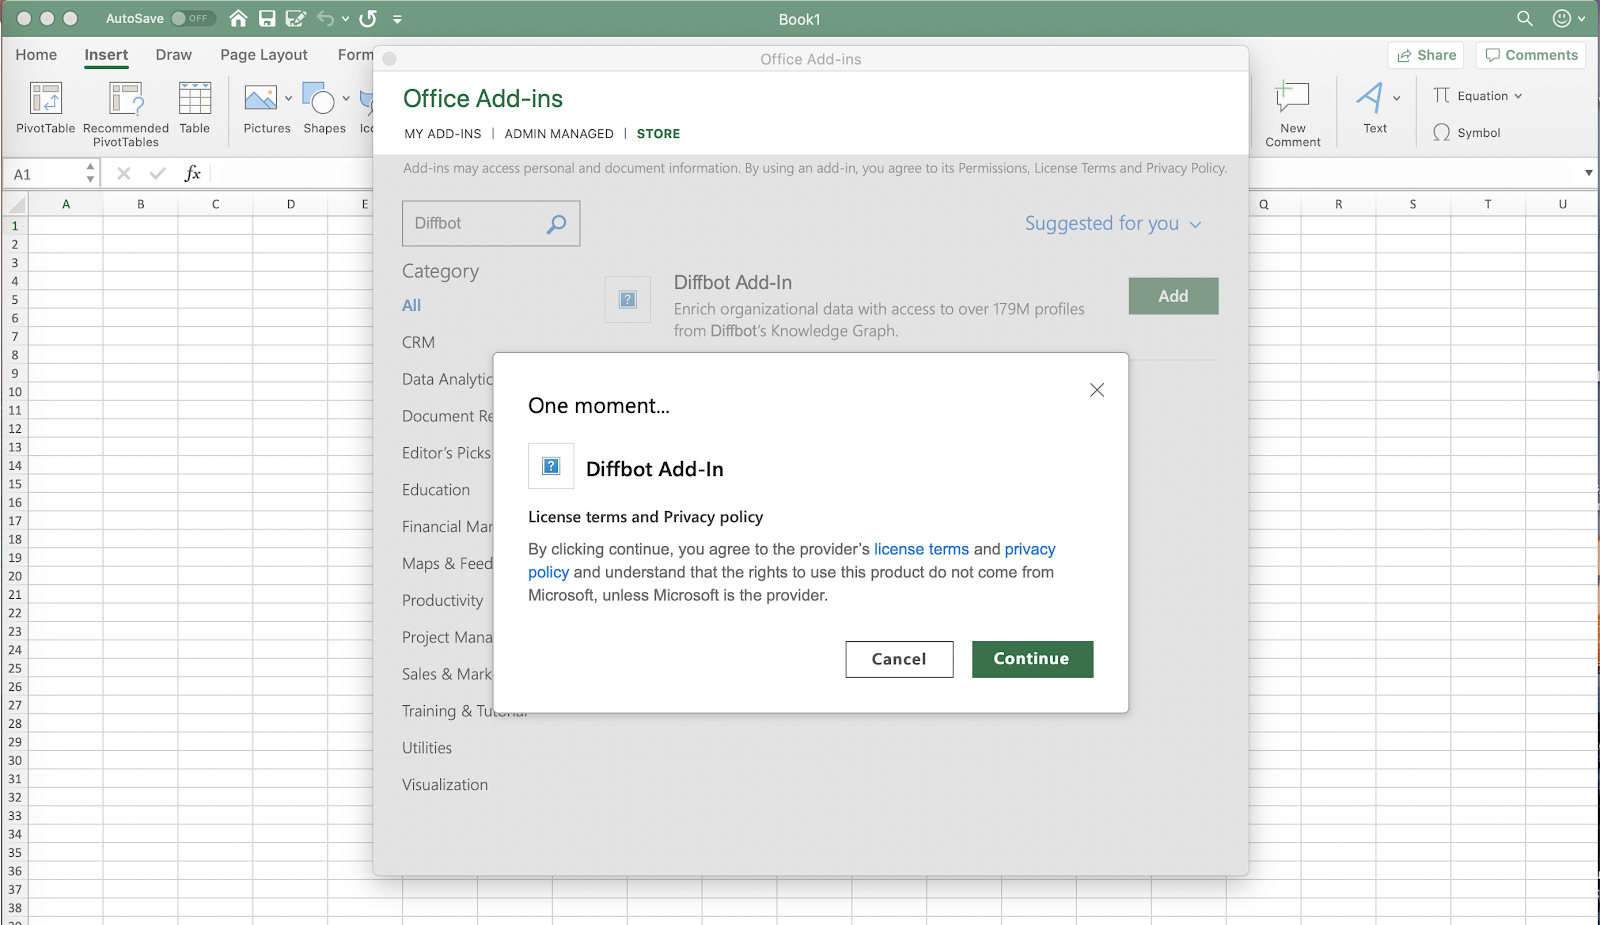 AutoSave OFF
Book1
Home Insert Draw Page Layout Form
Share Comments
Office Add-ins
Office Add-ins
MY ADD-INS | ADMIN MANAGED | STORE
PivotTable
Recommended PivotTables
Table
Pictures
Shapes
Ico
New Comment
Text
Equation
Symbol
A1
fx
Add-ins may access personal and document information. By using an add-in, you agree to its Permissions, License Terms and Privacy Policy.
A B C D E Q R S T U
Diffbot
Suggested for you
Category
All
CRM
Data Analytic
Document Re
Editor's Picks
Education
Financial Mar
Maps & Feed
Productivity
Project Mana
Sales & Mark
Training & Tutorial
Utilities
Visualization
Diffbot Add-In
Enrich organizational data with access to over 179M profiles
from Diffbot's Knowledge Graph.
Add
One moment...
Diffbot Add-In
License terms and Privacy policy
By clicking continue, you agree to the provider's license terms and privacy
policy and understand that the rights to use this product do not come from
Microsoft, unless Microsoft is the provider.
Cancel Continue
1
2
3
4
5
6
7
8
9
10
11
12
13
14
15
16
17
18
19
20
21
22
23
24
25
26
27
28
29
30
31
32
33
34
35
36
37
38